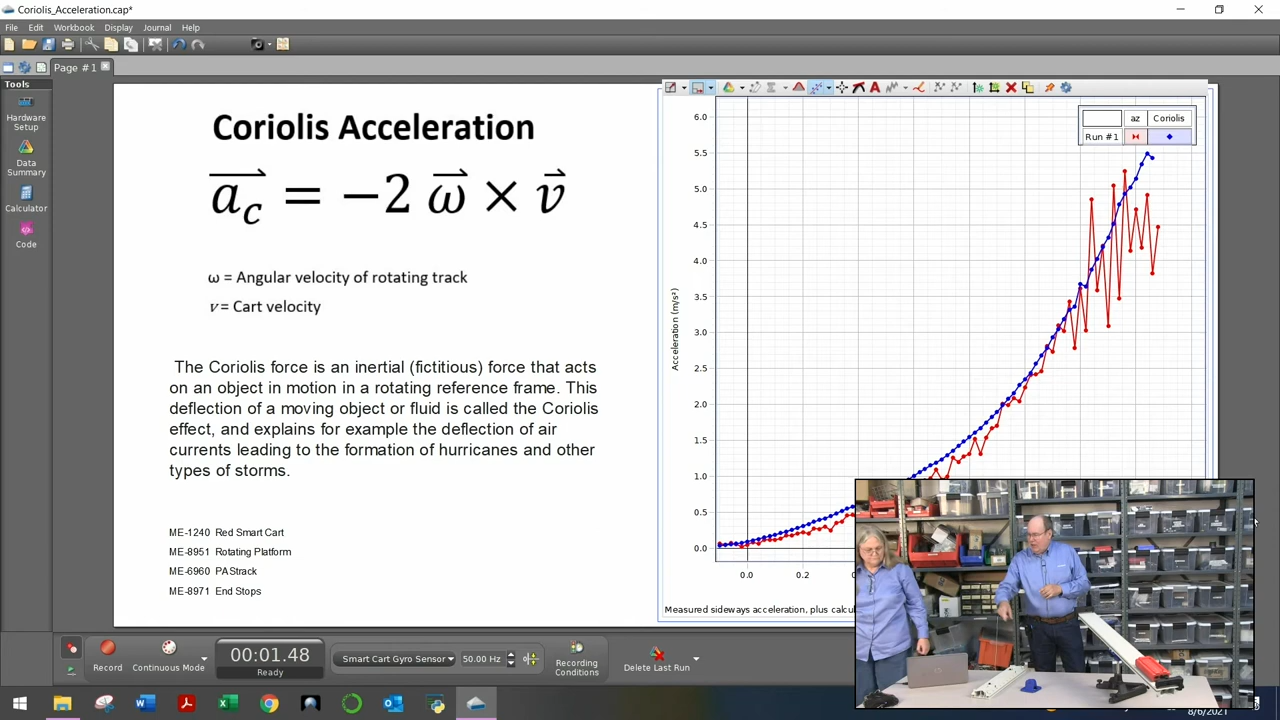 Coriolis_Acceleration.cap*
File Edit Workbook Display Journal Help
Page #1
Tools
Hardware
Setup
Data
Summary
Calculator
Code
Coriolis Acceleration
a_c = −2 ω × v
ω = Angular velocity of rotating track
v = Cart velocity
The Coriolis force is an inertial (fictitious) force that acts
on an object in motion in a rotating reference frame. This
deflection of a moving object or fluid is called the Coriolis
effect, and explains for example the deflection of air
currents leading to the formation of hurricanes and other
types of storms.
ME-1240 Red Smart Cart
ME-8951 Rotating Platform
ME-6960 PAStrack
ME-8971 End Stops
az Coriolis
Run #1
Acceleration (m/s²)
6.0
5.5
5.0
4.5
4.0
3.5
3.0
2.5
2.0
1.5
1.0
0.5
0.0
0.0 0.2
Measured sideways acceleration, plus calcu
Record
Continuous Mode
00:01.48
Ready
Smart Cart Gyro Sensor
50.00 Hz
Recording
Conditions
Delete Last Run
8/6/2021